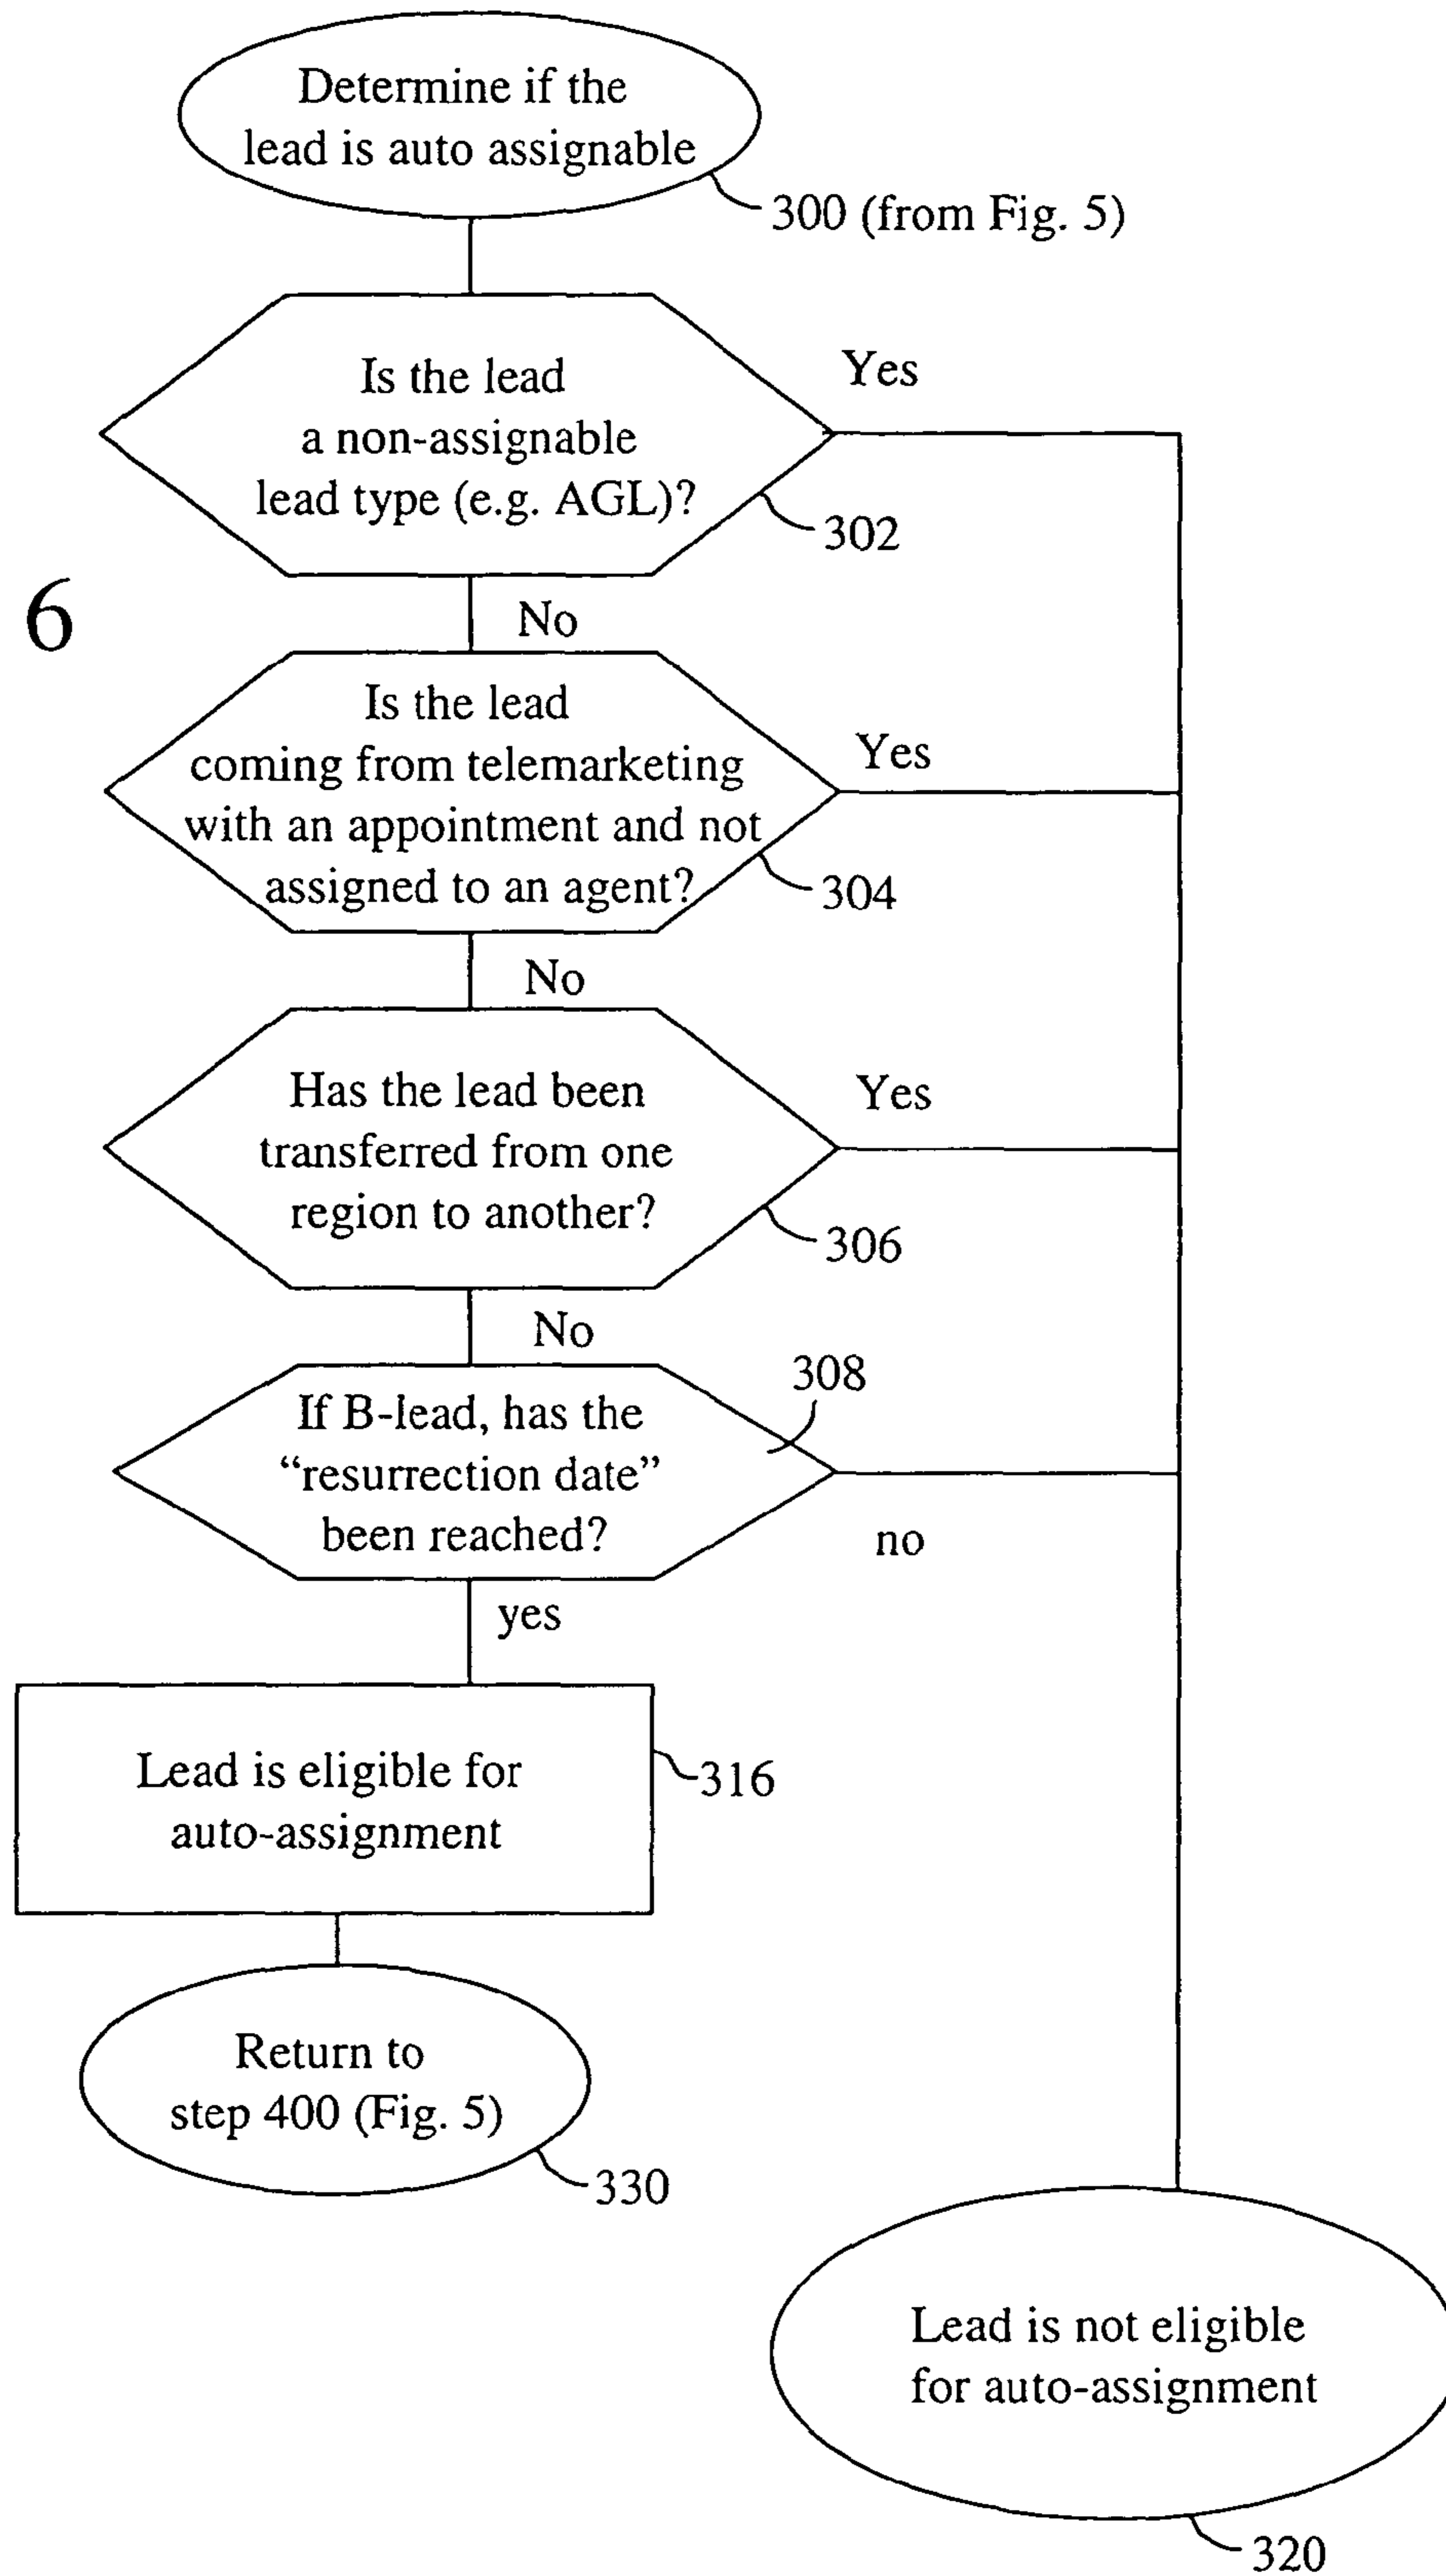 Determine if the
lead is auto assignable
300 (from Fig. 5)
Is the lead
a non-assignable
lead type (e.g. AGL)?
Yes
302
6
No
Is the lead
coming from telemarketing
with an appointment and not
assigned to an agent?
Yes
304
No
Has the lead been
transferred from one
region to another?
Yes
306
No
308
If B-lead, has the
“resurrection date”
been reached?
no
yes
Lead is eligible for
auto-assignment
316
Return to
step 400 (Fig. 5)
330
Lead is not eligible
for auto-assignment
320